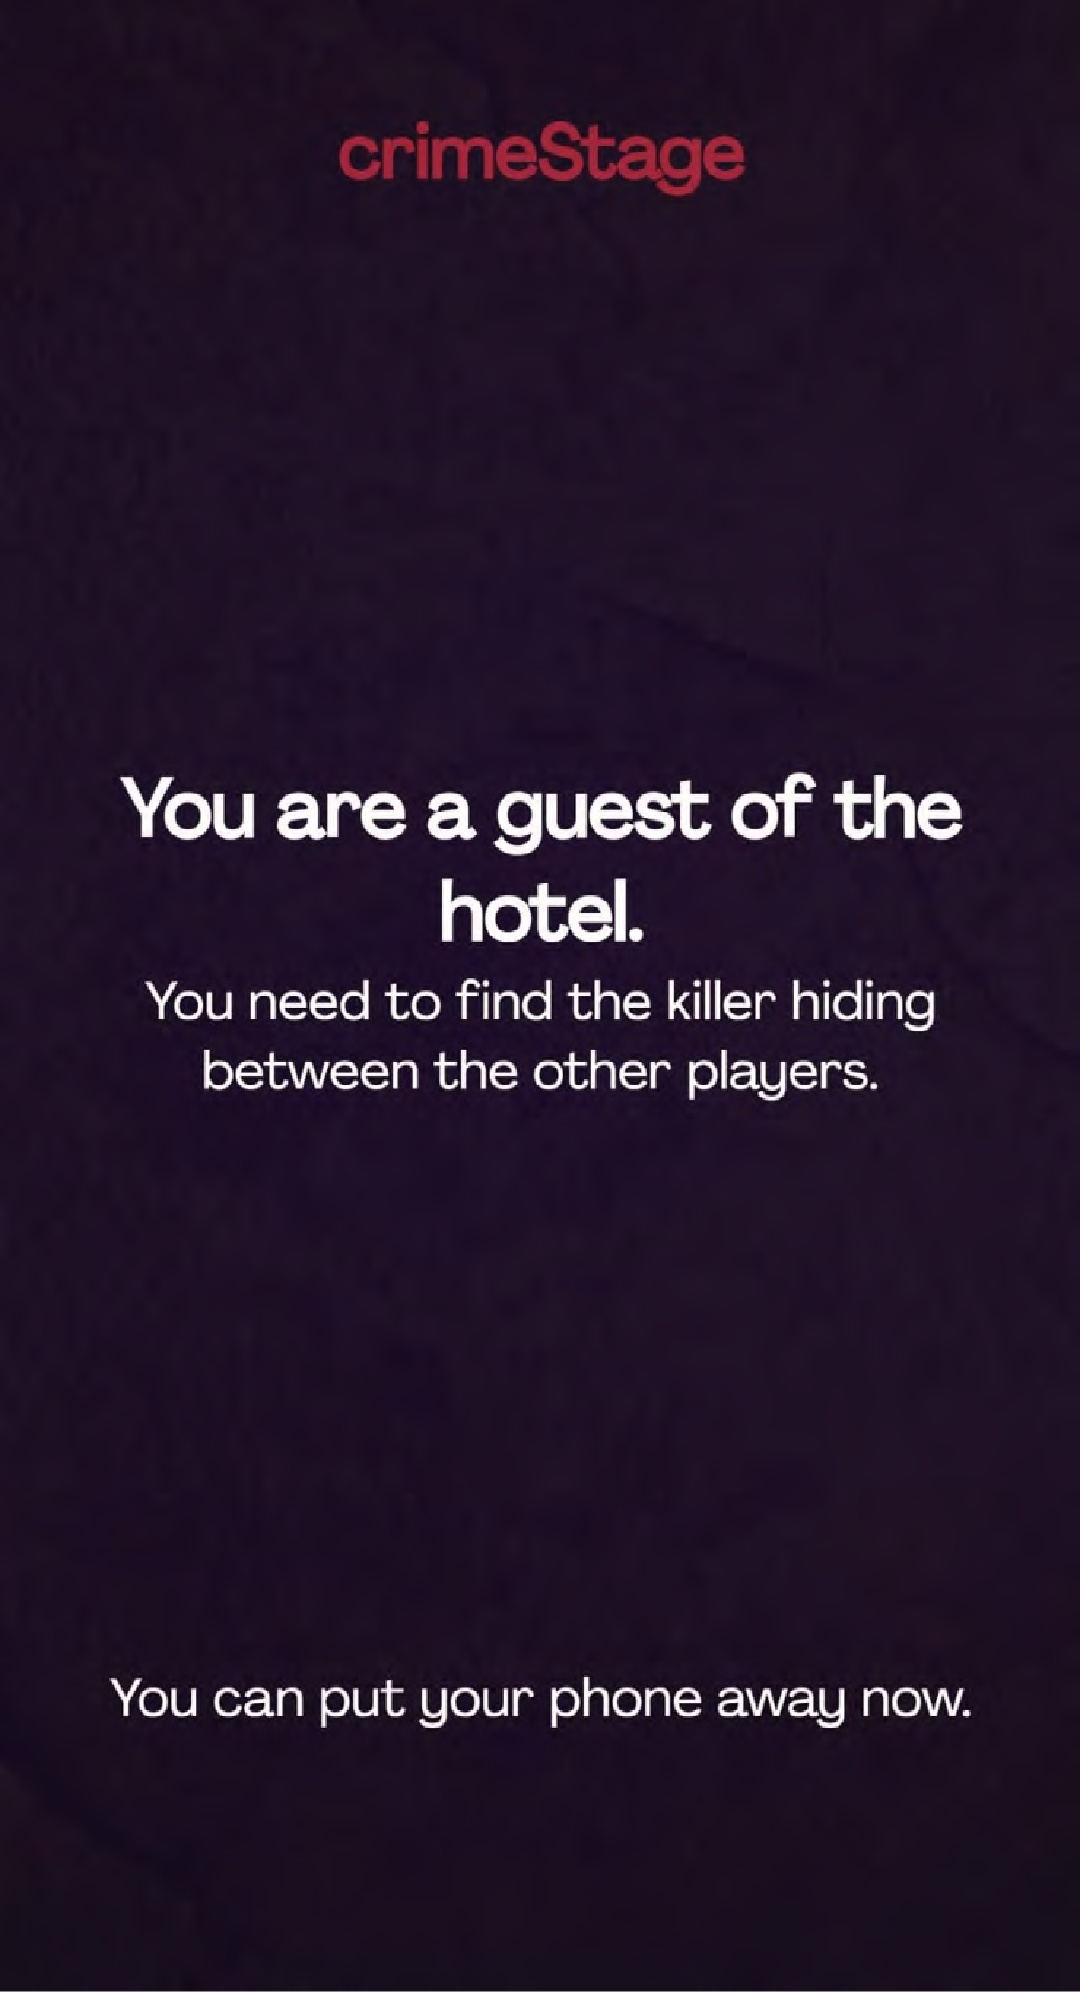 crimeStage
You are a guest of the
hotel.
You need to find the killer hiding
between the other players.
You can put your phone away now.